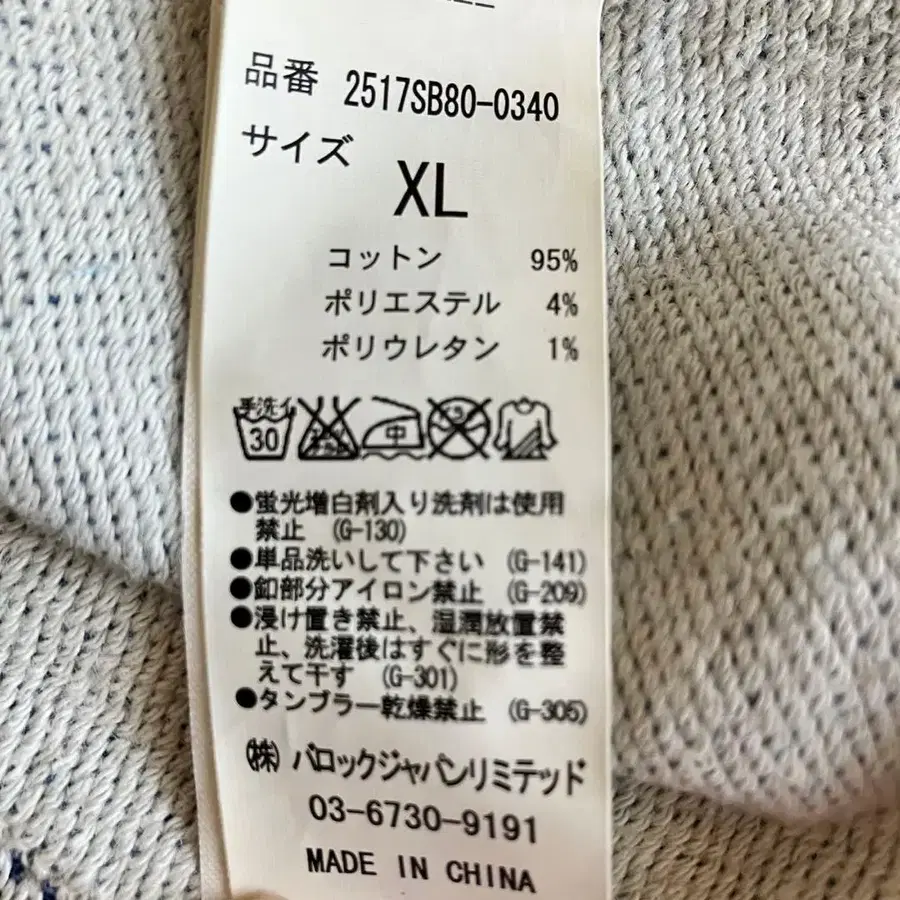 品番 2517SB80-0340
サイズ
XL
コットン 95%
ポリエステル 4%
ポリウレタン 1%
手洗イ 30 中
●蛍光増白剤入り洗剤は使用
禁止 (G-130)
●単品洗いして下さい (G-141)
●釦部分アイロン禁止 (G-209)
●浸け置き禁止、湿潤放置禁
止、洗濯後はすぐに形を整
えて干す (G-301)
●タンブラー乾燥禁止 (G-305)
㈱ バロックジャパンリミテッド
03-6730-9191
MADE IN CHINA